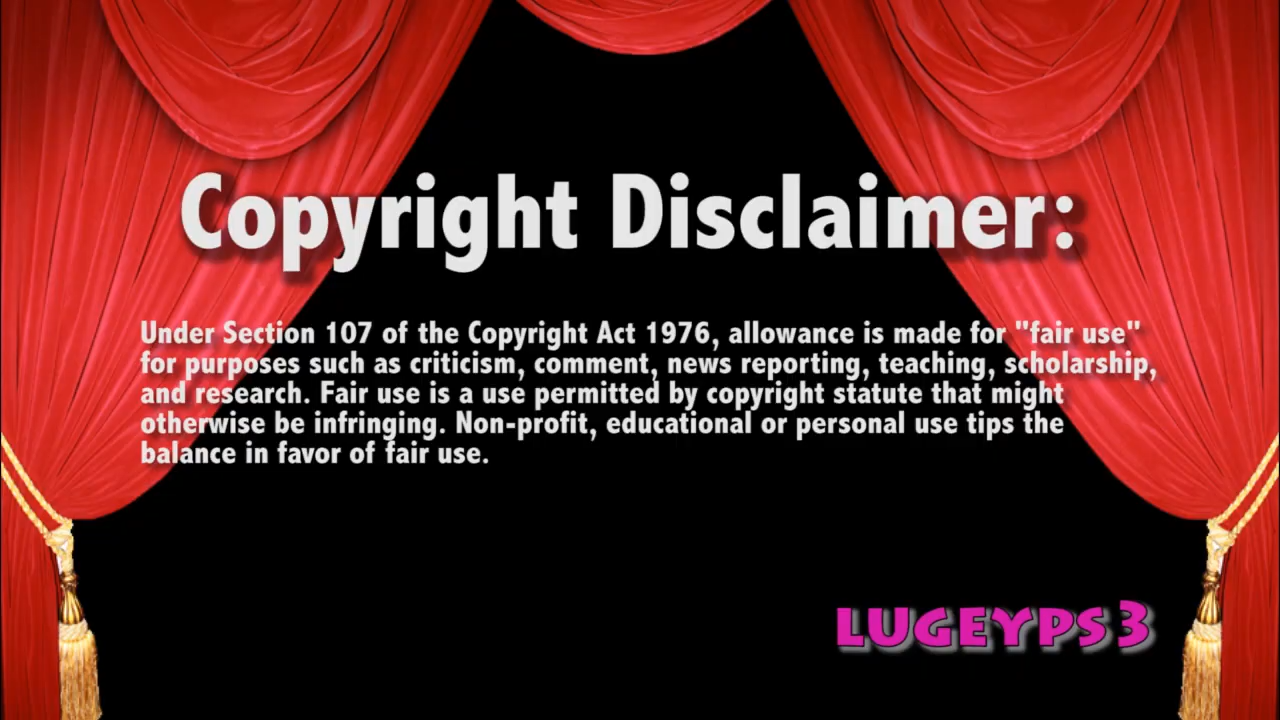 Copyright Disclaimer:
Under Section 107 of the Copyright Act 1976, allowance is made for "fair use"
for purposes such as criticism, comment, news reporting, teaching, scholarship,
and research. Fair use is a use permitted by copyright statute that might
otherwise be infringing. Non-profit, educational or personal use tips the
balance in favor of fair use.
LUGEYPS3